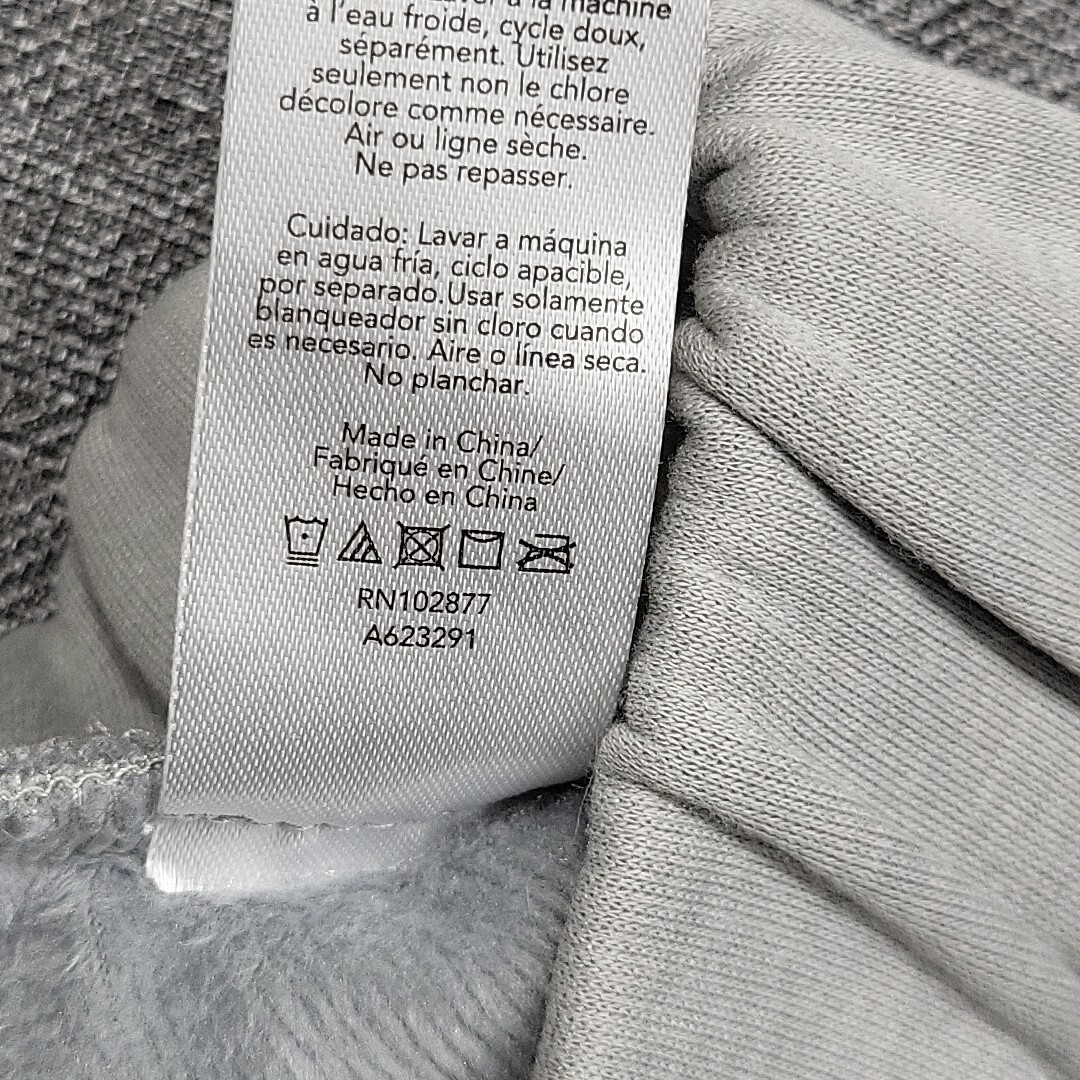 à la machine
à l'eau froide, cycle doux,
séparément. Utilisez
seulement non le chlore
décolore comme nécessaire.
Air ou ligne sèche.
Ne pas repasser.
Cuidado: Lavar a máquina
en agua fría, ciclo apacible,
por separado.Usar solamente
blanqueador sin cloro cuando
es necesario. Aire o línea seca.
No planchar.
Made in China/
Fabriqué en Chine/
Hecho en China
RN102877
A623291